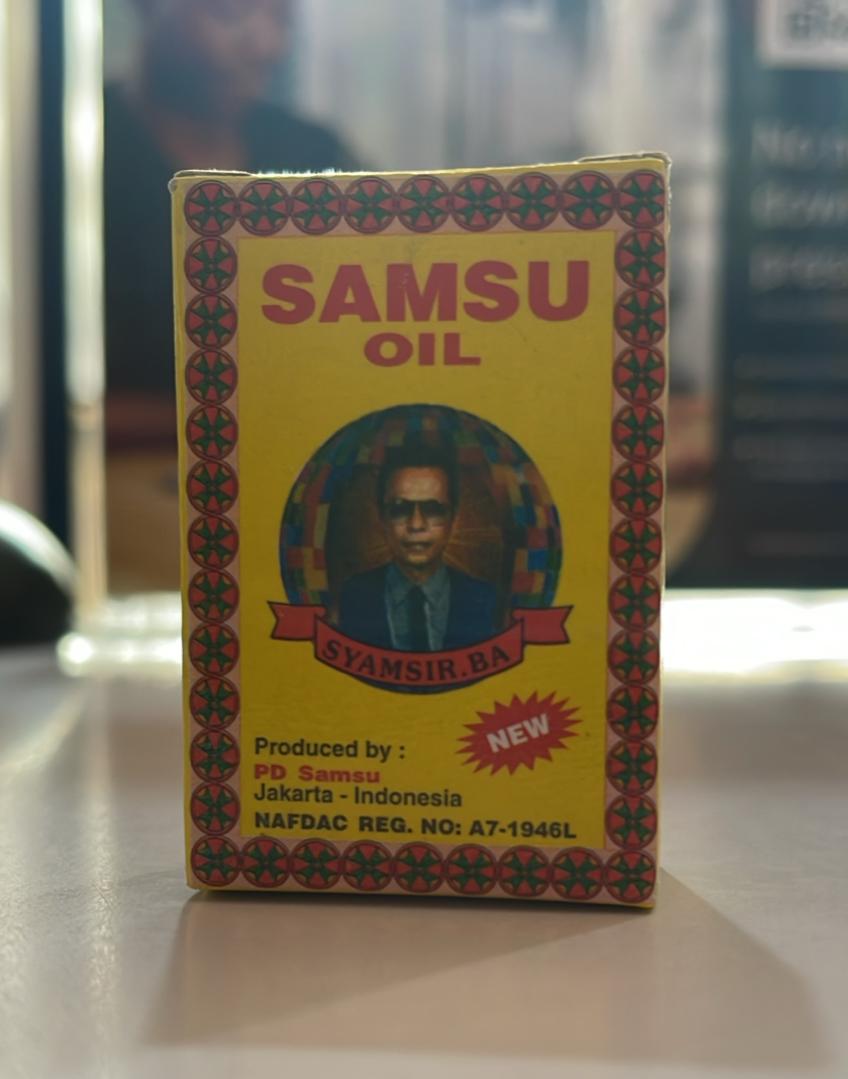 SAMSU
OIL
SYAMSIR.BA
NEW
Produced by :
PD Samsu
Jakarta - Indonesia
NAFDAC REG. NO: A7-1946L